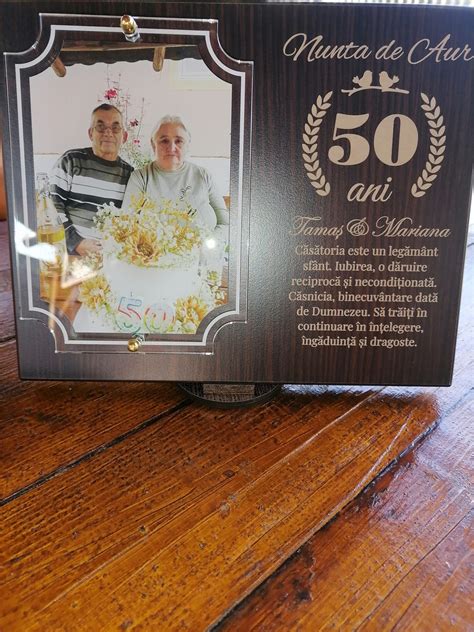 Nunta de Aur
50
ani
Tamaș & Mariana
Căsătoria este un legământ
sfânt. Iubirea, o dăruire
reciprocă și necondiționată.
Căsnicia, binecuvântare dată
de Dumnezeu. Să trăiți în
continuare în înțelegere,
îngăduință și dragoste.
50